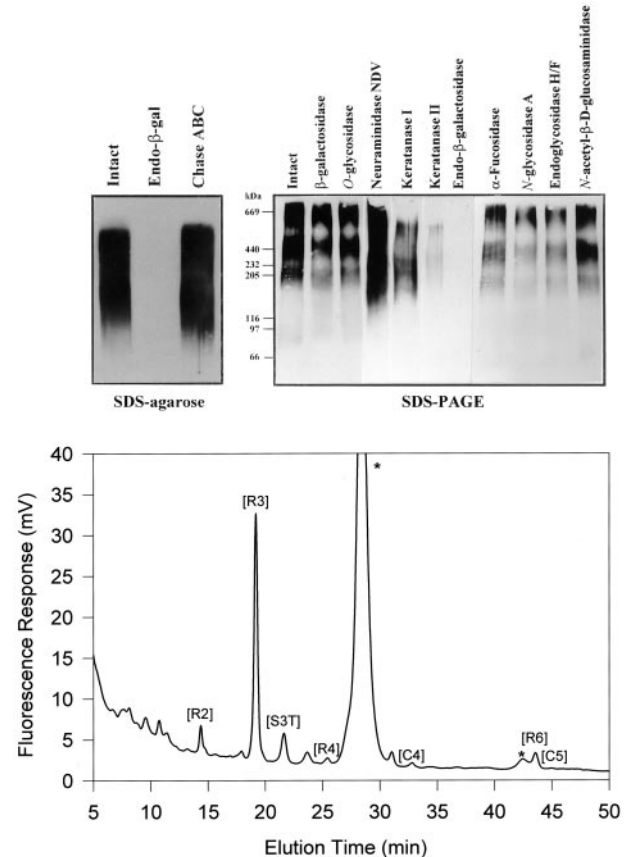 Intact
Endo-β-gal
Chase ABC
Intact
β-galactosidase
O-glycosidase
Neuraminidase NDV
Keratanase I
Keratanase II
Endo-β-galactosidase
α-Fucosidase
N-glycosidase A
Endoglycosidase H/F
N-acetyl-β-D-glucosaminidase
kDa
669
440
232
205
116
97
66
SDS-agarose
SDS-PAGE
Fluorescence Response (mV)
40
35
30
25
20
15
10
5
0
[R2]
[R3]
[S3T]
[R4]
*
[C4]
*
[R6]
[C5]
5 10 15 20 25 30 35 40 45 50
Elution Time (min)